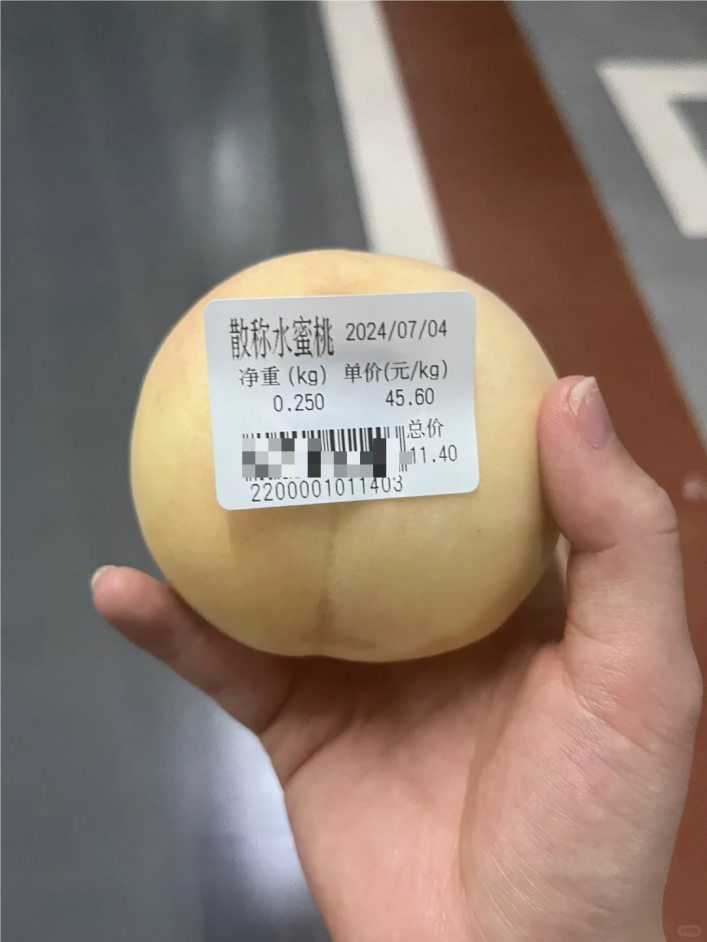 散称水蜜桃 2024/07/04
净重(kg) 单价(元/kg)
0.250 45.60
总价
11.40
2200001011403